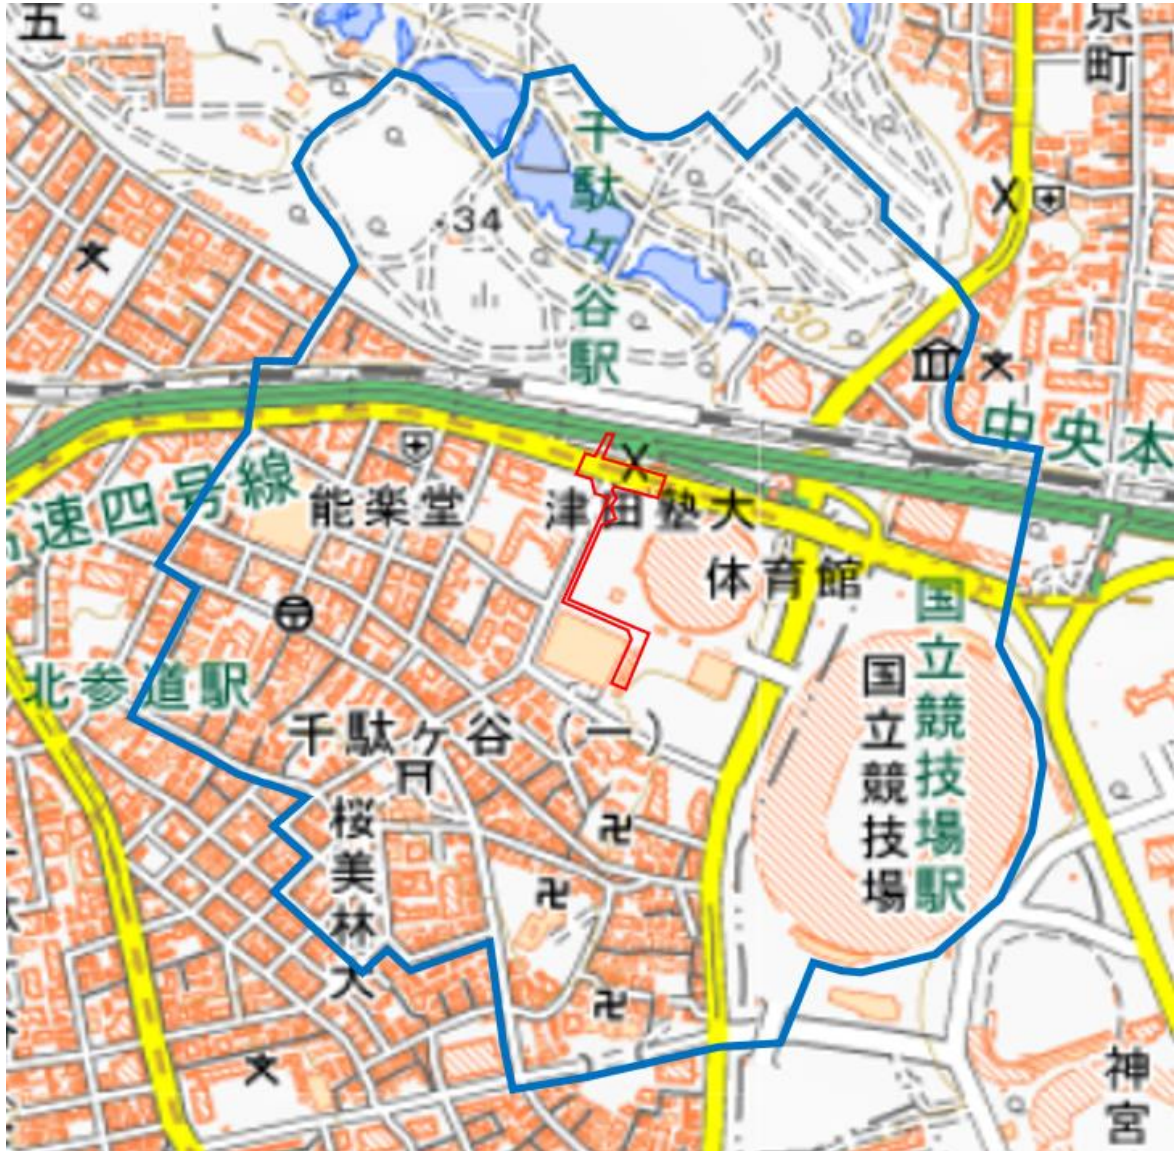 五
京町
千駄ヶ谷駅
34
30
中央本
高速四号線
能楽堂
津田塾大
体育館
国立競技場駅
国立競技場
北参道駅
千駄ヶ谷(一)
桜美林大
神宮